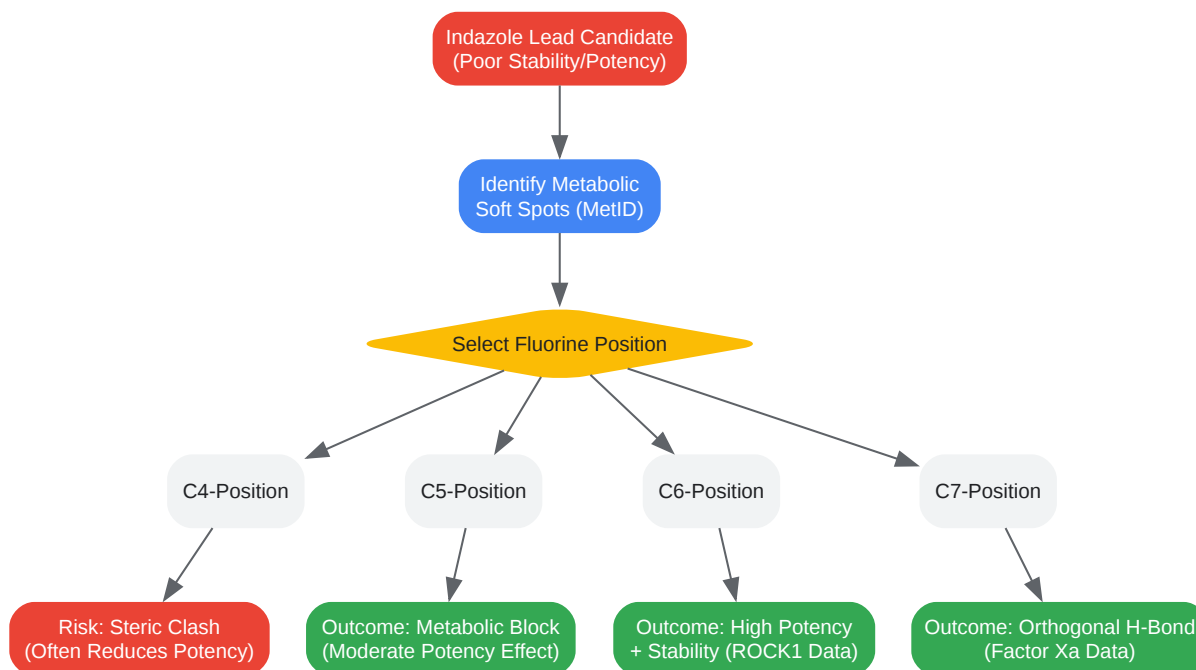 Indazole Lead Candidate
(Poor Stability/Potency)
Identify Metabolic
Soft Spots (MetID)
Select Fluorine Position
C4-Position
C5-Position
C6-Position
C7-Position
Risk: Steric Clash
(Often Reduces Potency)
Outcome: Metabolic Block
(Moderate Potency Effect)
Outcome: High Potency
+ Stability (ROCK1 Data)
Outcome: Orthogonal H-Bond
(Factor Xa Data)